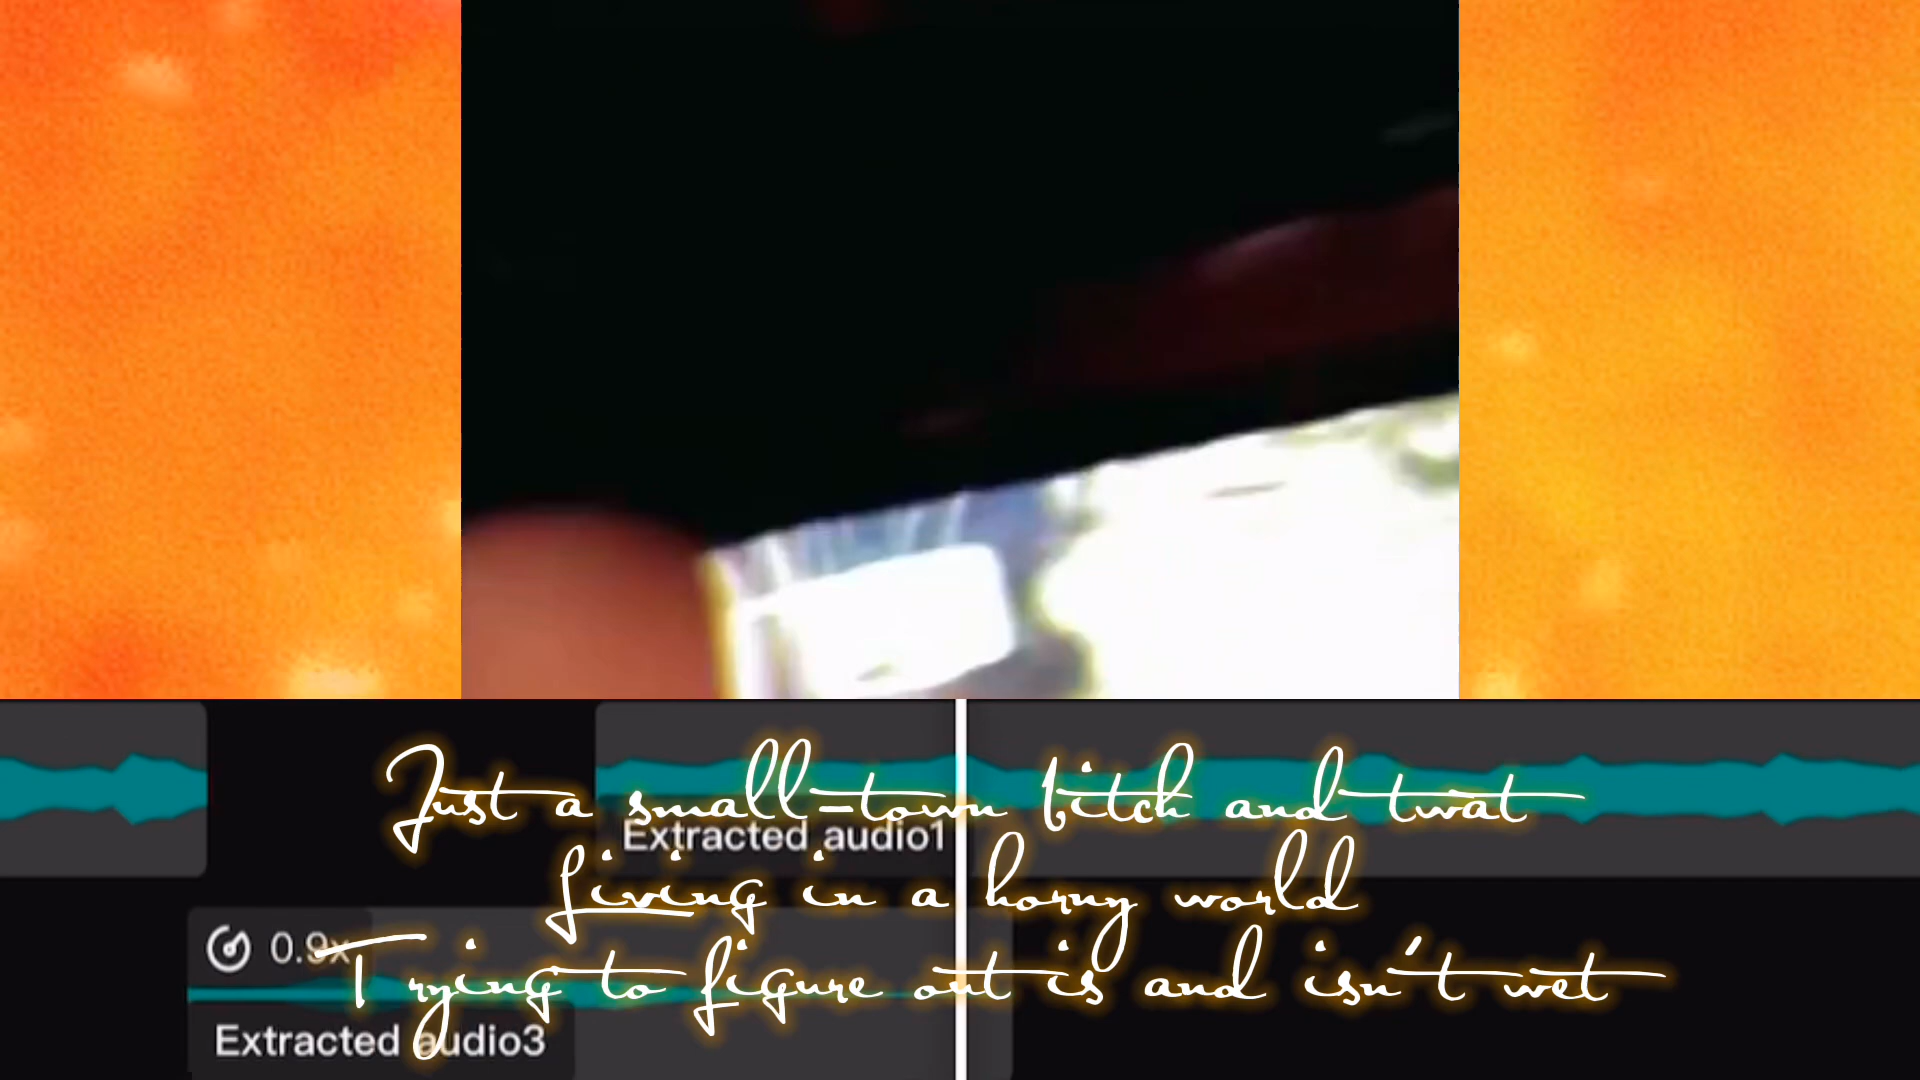 Just a small-town bitch and twat
Extracted audio1
Living in a horny world
0.9x
Trying to figure out is and isn't wet
Extracted audio3